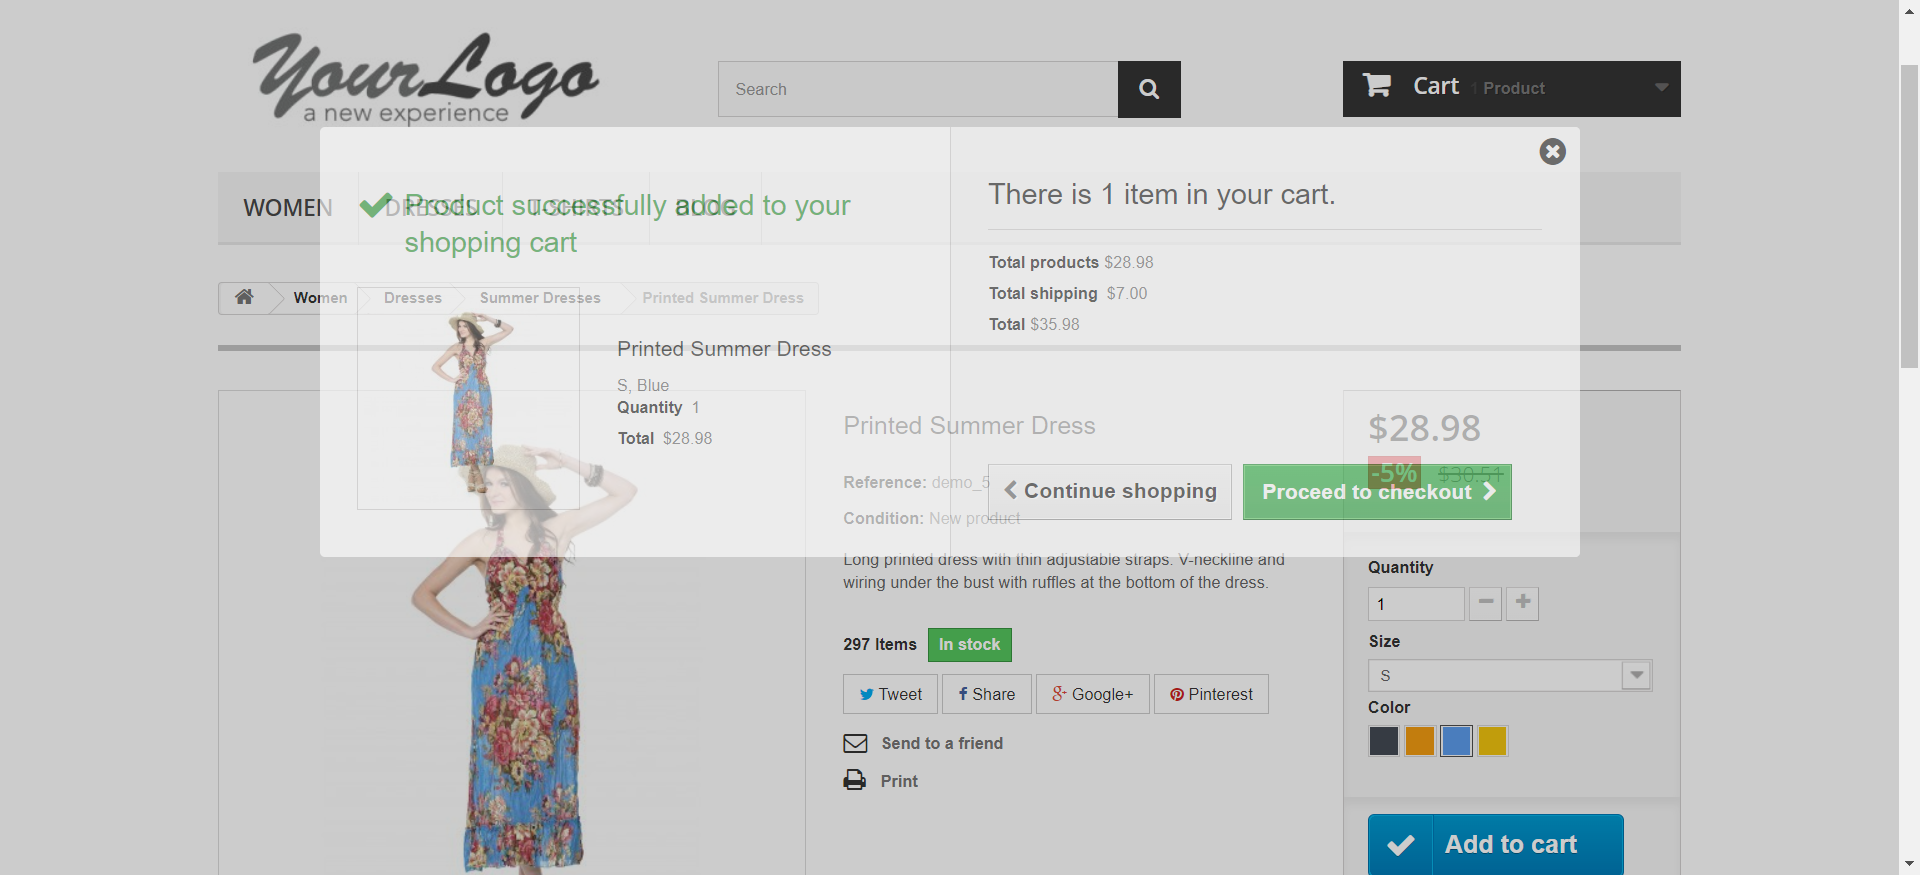 YourLogo
a new experience
Search
Cart 1 Product
WOMEN
DRESSES
T-SHIRTS
BLOG
Product successfully added to your
shopping cart
There is 1 item in your cart.
Total products $28.98
Total shipping $7.00
Total $35.98
Women
Dresses
Summer Dresses
Printed Summer Dress
Printed Summer Dress
S, Blue
Quantity 1
Total $28.98
Continue shopping
Proceed to checkout
Printed Summer Dress
Reference: demo_5
Condition: New product
Long printed dress with thin adjustable straps. V-neckline and
wiring under the bust with ruffles at the bottom of the dress.
297 Items In stock
Tweet
Share
Google+
Pinterest
Send to a friend
Print
$28.98
-5% $30.51
Quantity
1
Size
S
Color
Add to cart